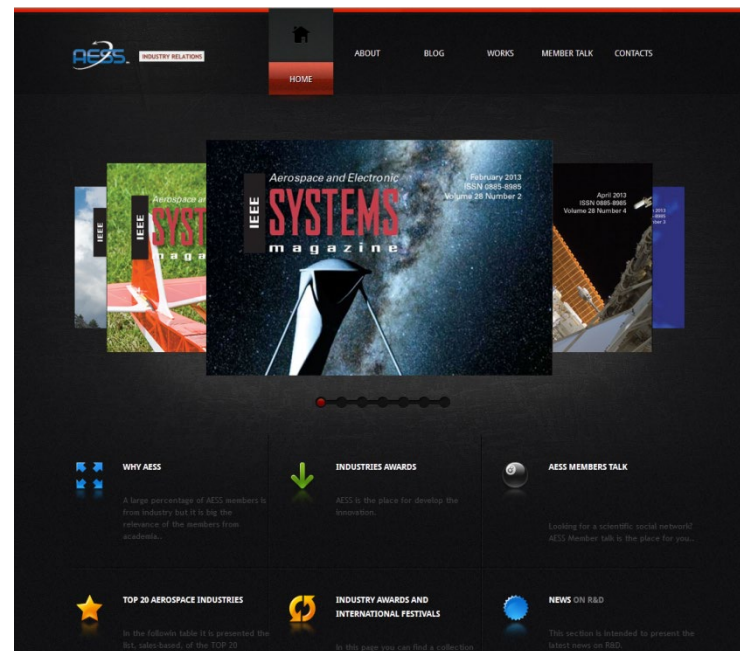 AESS
INDUSTRY RELATIONS
HOME
ABOUT
BLOG
WORKS
MEMBER TALK
CONTACTS
IEEE
IEEE
Aerospace an
SYST
maga
IEEE
Aerospace and Electronic
SYSTEMS
magazine
February 2013
ISSN 0885-8985
Volume 28 Number 2
April 2013
ISSN 0885-8985
Volume 28 Number 4
WHY AESS
A large percentage of AESS members is
from industry but it is big the
relevance of the members from
academia..
INDUSTRIES AWARDS
AESS is the place for develop the
innovation.
AESS MEMBERS TALK
Looking for a scientific social network?
AESS Member talk is the place for you..
TOP 20 AEROSPACE INDUSTRIES
In the followin table it is presented the
list, sales-based, of the TOP 20
INDUSTRY AWARDS AND
INTERNATIONAL FESTIVALS
In this page you can find a collection
NEWS ON R&D
This section is intended to present the
latest news on R&D.